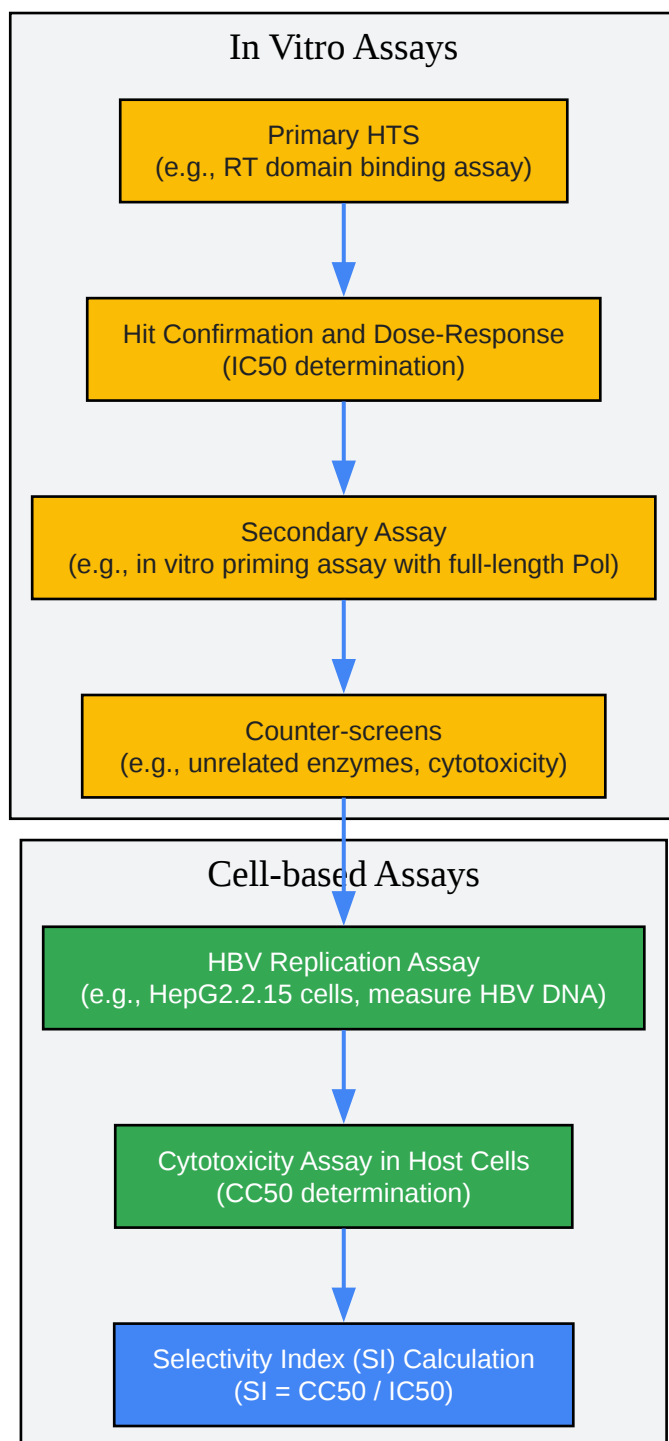 In Vitro Assays
Primary HTS
(e.g., RT domain binding assay)
Hit Confirmation and Dose-Response
(IC50 determination)
Secondary Assay
(e.g., in vitro priming assay with full-length Pol)
Counter-screens
(e.g., unrelated enzymes, cytotoxicity)
Cell-based Assays
HBV Replication Assay
(e.g., HepG2.2.15 cells, measure HBV DNA)
Cytotoxicity Assay in Host Cells
(CC50 determination)
Selectivity Index (SI) Calculation
(SI = CC50 / IC50)